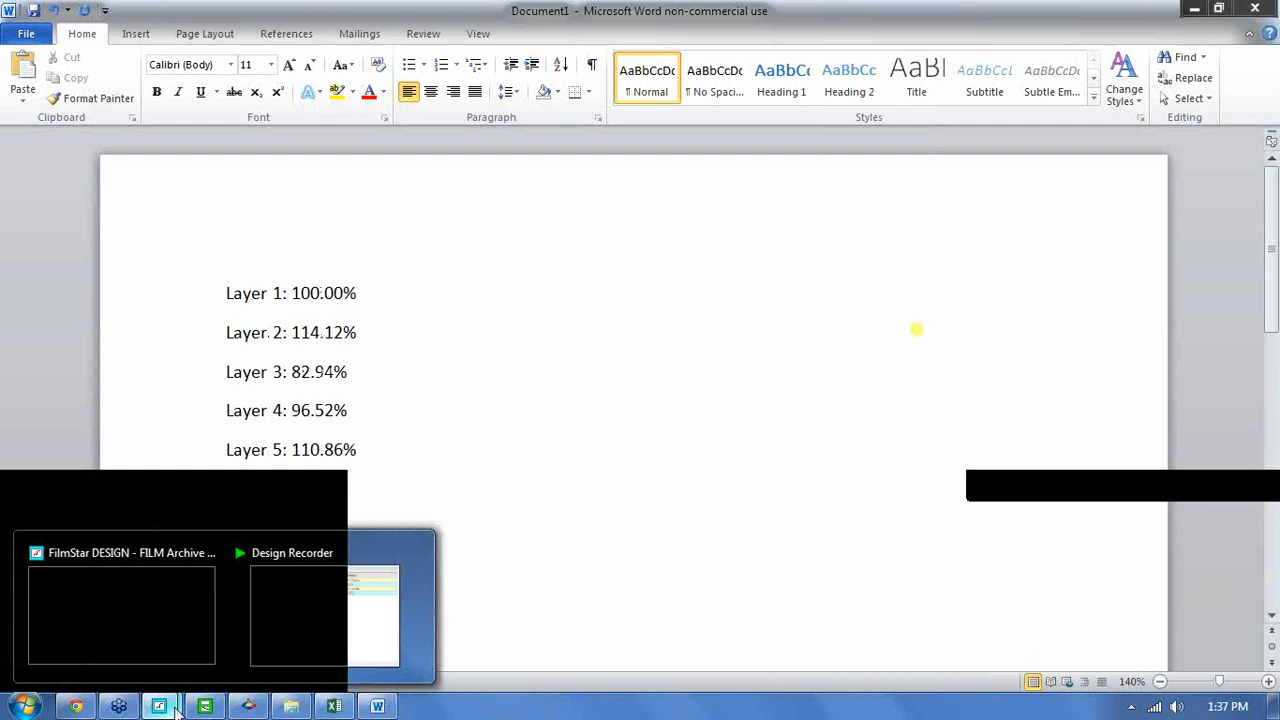 Document1 - Microsoft Word non-commercial use
File Home Insert Page Layout References Mailings Review View
Paste
Cut
Copy
Format Painter
Clipboard
Calibri (Body) 11
Font
Paragraph
AaBbCcDc ¶ Normal
AaBbCcDc ¶ No Spaci...
AaBbCc Heading 1
AaBbCc Heading 2
AaBl Title
AaBbCcL Subtitle
AaBbCcDc Subtle Em...
Change Styles
Styles
Find
Replace
Select
Editing
Layer 1: 100.00%
Layer 2: 114.12%
Layer 3: 82.94%
Layer 4: 96.52%
Layer 5: 110.86%
FilmStar DESIGN - FILM Archive ...
Design Recorder
140%
1:37 PM